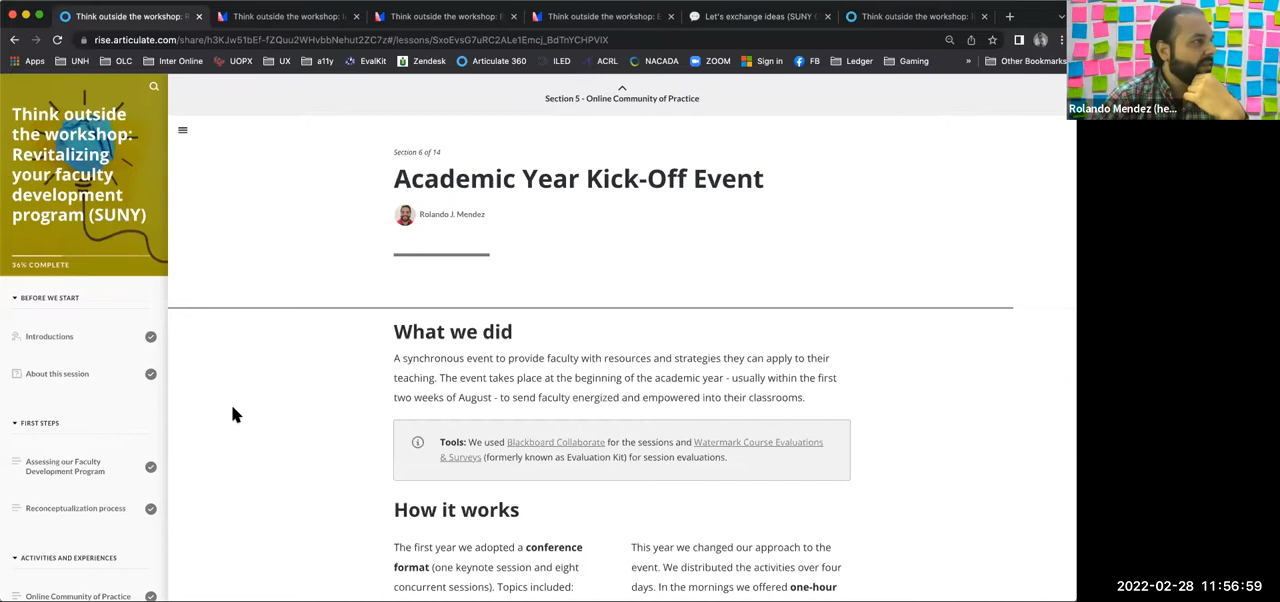 Think outside the workshop: R
Think outside the workshop: I
Think outside the workshop:
Think outside the workshop: E
Let's exchange ideas (SUNY C
Think outside the workshop:
rise.articulate.com/share/h3KJw51bEf-fZQuu2WHvbbNehut2ZC7z#/lessons/SxoEvsG7uRC2ALe1Emcj_BdTnYCHPVIX
Apps UNH OLC Inter Online UOPX UX a11y EvalKit Zendesk Articulate 360 ILED ACRL NACADA ZOOM Sign in FB Ledger Gaming » Other Bookmarks
Rolando Mendez (he...
Section 5 - Online Community of Practice
Think outside
the workshop:
Revitalizing
your faculty
development
program (SUNY)
36% COMPLETE
BEFORE WE START
Introductions
About this session
FIRST STEPS
Assessing our Faculty
Development Program
Reconceptualization process
ACTIVITIES AND EXPERIENCES
Online Community of Practice
Section 6 of 14
Academic Year Kick-Off Event
Rolando J. Mendez
What we did
A synchronous event to provide faculty with resources and strategies they can apply to their
teaching. The event takes place at the beginning of the academic year - usually within the first
two weeks of August - to send faculty energized and empowered into their classrooms.
Tools: We used Blackboard Collaborate for the sessions and Watermark Course Evaluations
& Surveys (formerly known as Evaluation Kit) for session evaluations.
How it works
The first year we adopted a conference
format (one keynote session and eight
concurrent sessions). Topics included:
This year we changed our approach to the
event. We distributed the activities over four
days. In the mornings we offered one-hour
2022-02-28 11:56:59